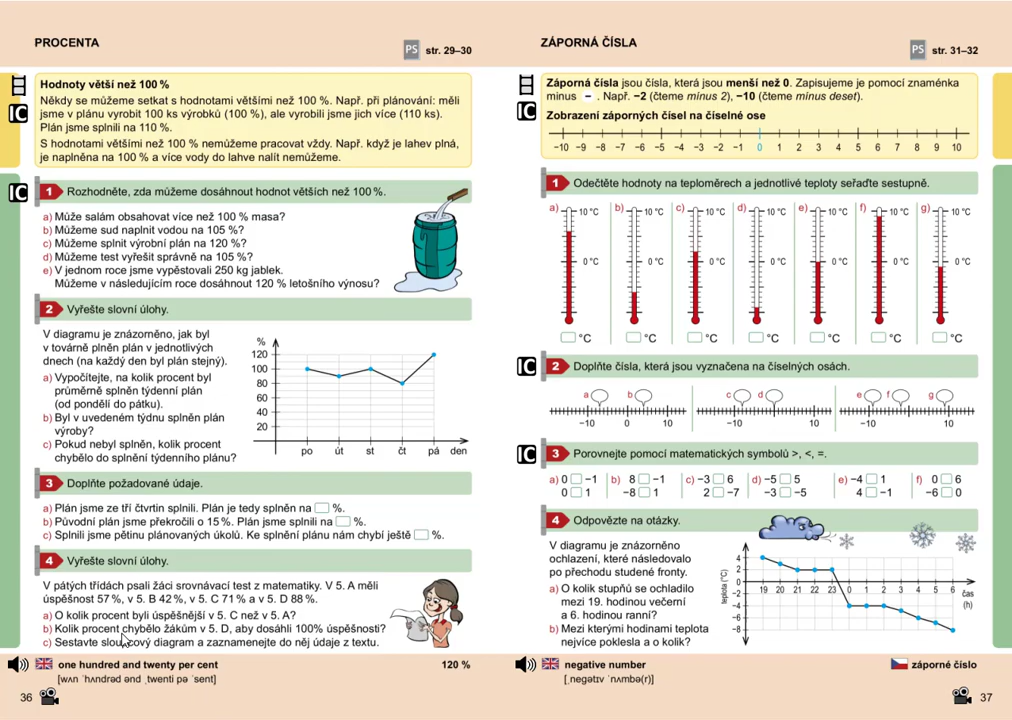 PROCENTA
PS str. 29–30
Hodnoty větší než 100 %
Někdy se můžeme setkat s hodnotami většími než 100 %. Např. při plánování: měli
jsme v plánu vyrobit 100 ks výrobků (100 %), ale vyrobili jsme jich více (110 ks).
Plán jsme splnili na 110 %.
S hodnotami většími než 100 % nemůžeme pracovat vždy. Např. když je lahev plná,
je naplněna na 100 % a více vody do lahve nalít nemůžeme.
IC
IC
1 Rozhodněte, zda můžeme dosáhnout hodnot větších než 100 %.
a) Může salám obsahovat více než 100 % masa?
b) Můžeme sud naplnit vodou na 105 %?
c) Můžeme splnit výrobní plán na 120 %?
d) Můžeme test vyřešit správně na 105 %?
e) V jednom roce jsme vypěstovali 250 kg jablek.
Můžeme v následujícím roce dosáhnout 120 % letošního výnosu?
2 Vyřešte slovní úlohy.
V diagramu je znázorněno, jak byl
v továrně plněn plán v jednotlivých
dnech (na každý den byl plán stejný).
a) Vypočítejte, na kolik procent byl
průměrně splněn týdenní plán
(od pondělí do pátku).
b) Byl v uvedeném týdnu splněn plán
výroby?
c) Pokud nebyl splněn, kolik procent
chybělo do splnění týdenního plánu?
%
120
100
80
60
40
20
po út st čt pá den
3 Doplňte požadované údaje.
a) Plán jsme ze tří čtvrtin splnili. Plán je tedy splněn na %.
b) Původní plán jsme překročili o 15 %. Plán jsme splnili na %.
c) Splnili jsme pětinu plánovaných úkolů. Ke splnění plánu nám chybí ještě %.
4 Vyřešte slovní úlohy.
V pátých třídách psali žáci srovnávací test z matematiky. V 5. A měli
úspěšnost 57 %, v 5. B 42 %, v 5. C 71 % a v 5. D 88 %.
a) O kolik procent byli úspěšnější v 5. C než v 5. A?
b) Kolik procent chybělo žákům v 5. D, aby dosáhli 100% úspěšnosti?
c) Sestavte sloupcový diagram a zaznamenejte do něj údaje z textu.
one hundred and twenty per cent 120 %
[wʌn ˈhʌndrəd ənd ˌtwenti pə ˈsent]
36
ZÁPORNÁ ČÍSLA
PS str. 31–32
IC
Záporná čísla jsou čísla, která jsou menší než 0. Zapisujeme je pomocí znaménka
minus − . Např. −2 (čteme mínus 2), −10 (čteme mínus deset).
Zobrazení záporných čísel na číselné ose
−10 −9 −8 −7 −6 −5 −4 −3 −2 −1 0 1 2 3 4 5 6 7 8 9 10
1 Odečtěte hodnoty na teploměrech a jednotlivé teploty seřaďte sestupně.
a) b) c) d) e) f) g)
10 °C 10 °C 10 °C 10 °C 10 °C 10 °C 10 °C
0 °C 0 °C 0 °C 0 °C 0 °C 0 °C 0 °C
°C °C °C °C °C °C °C
IC
2 Doplňte čísla, která jsou vyznačena na číselných osách.
a b c d e f g
−10 0 10 −10 0 −10 0 10
IC
3 Porovnejte pomocí matematických symbolů >, <, =.
a) 0 −1 b) 8 −1 c) −3 6 d) −5 5 e) −4 1 f) 0 6
0 1 −8 1 2 −7 −3 −5 4 −1 −6 0
4 Odpovězte na otázky.
V diagramu je znázorněno
ochlazení, které následovalo
po přechodu studené fronty.
a) O kolik stupňů se ochladilo
mezi 19. hodinou večerní
a 6. hodinou ranní?
b) Mezi kterými hodinami teplota
nejvíce poklesla a o kolik?
teplota (°C)
4
2
0
−2
−4
−6
−8
19 20 21 22 23 0 1 2 3 4 5 6 čas
(h)
negative number záporné číslo
[ˌnegətɪv ˈnʌmbə(r)]
37